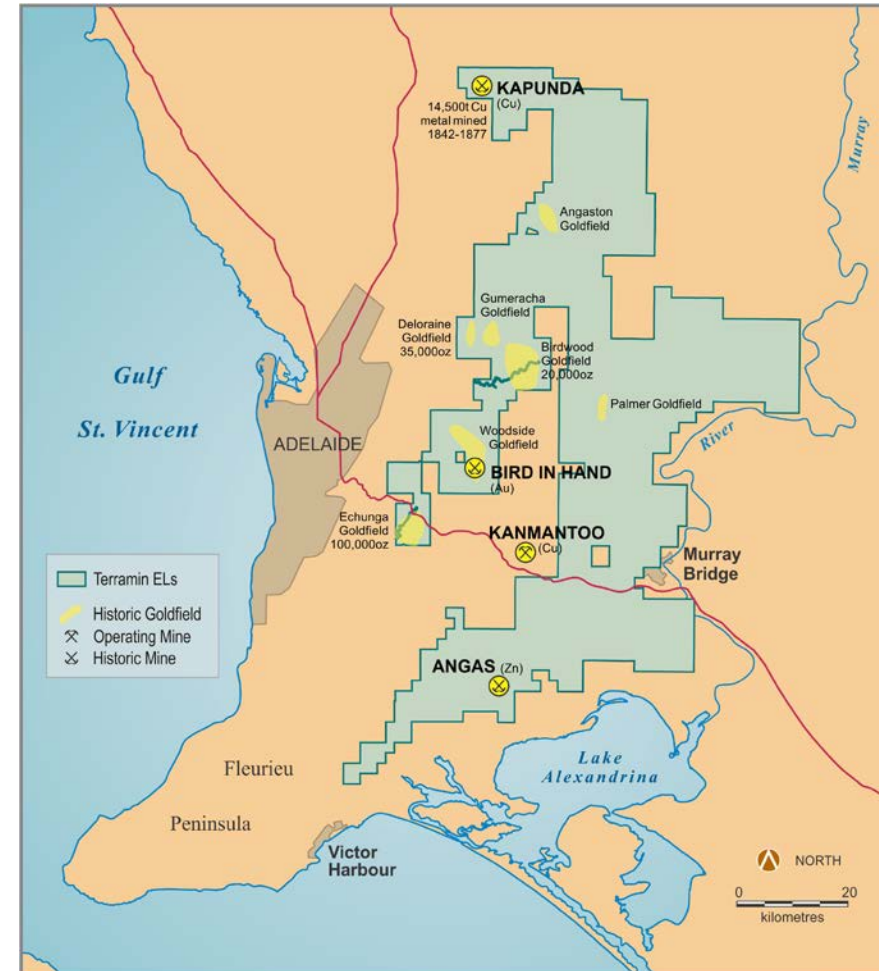 KAPUNDA
(Cu)
14,500t Cu
metal mined
1842-1877
Murray
Angaston
Goldfield
Gumeracha
Goldfield
Deloraine
Goldfield
35,000oz
Birdwood
Goldfield
20,000oz
Gulf
St. Vincent
Palmer Goldfield
River
ADELAIDE
Woodside
Goldfield
BIRD IN HAND
(Au)
Echunga
Goldfield
100,000oz
KANMANTOO
(Cu)
Murray
Bridge
Terramin ELs
Historic Goldfield
Operating Mine
Historic Mine
ANGAS (Zn)
Lake
Alexandrina
Fleurieu
Peninsula
Victor
Harbour
NORTH
0 20
kilometres